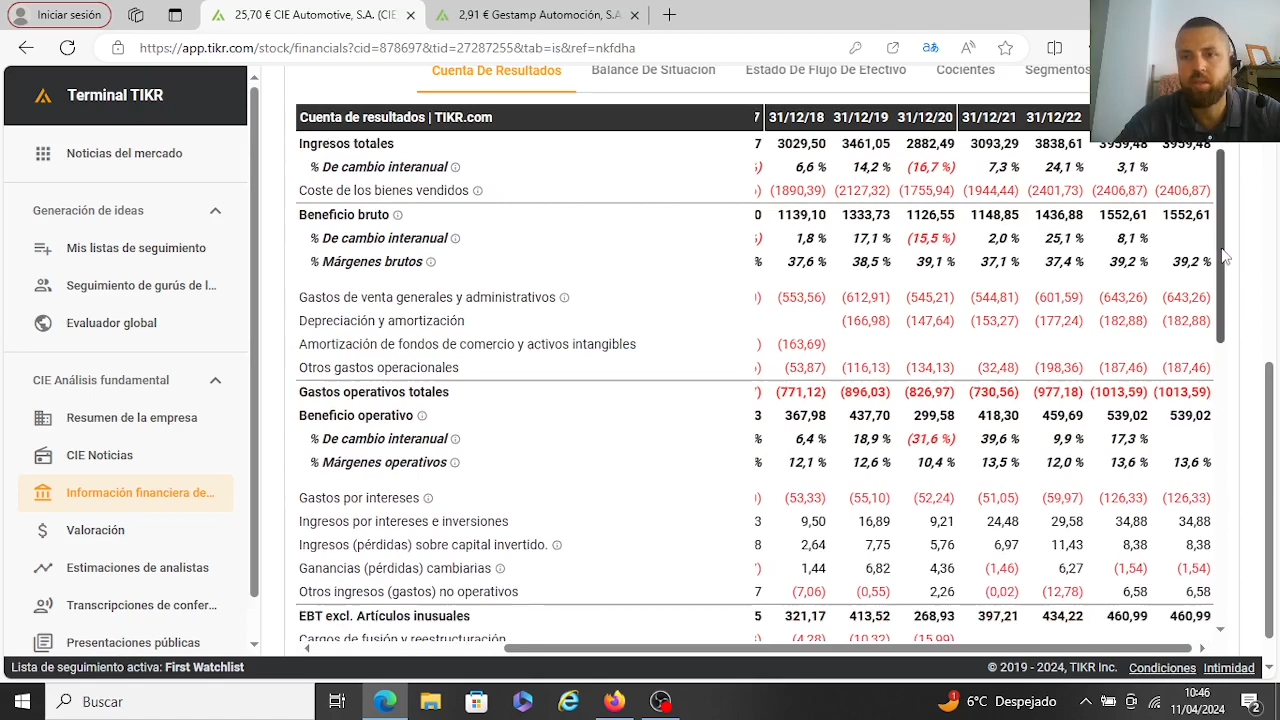 Iniciar sesión
25,70 € CIE Automotive, S.A. (CIE
2,91 € Gestamp Automoción, S.A.
https://app.tikr.com/stock/financials?cid=878697&tid=27287255&tab=is&ref=nkfdha
Terminal TIKR
Noticias del mercado
Generación de ideas
Mis listas de seguimiento
Seguimiento de gurús de l...
Evaluador global
CIE Análisis fundamental
Resumen de la empresa
CIE Noticias
Información financiera de...
Valoración
Estimaciones de analistas
Transcripciones de confer...
Presentaciones públicas
Cuenta De Resultados Balance De Situación Estado De Flujo De Efectivo Cocientes Segmentos
Cuenta de resultados | TIKR.com 7 31/12/18 31/12/19 31/12/20 31/12/21 31/12/22
Ingresos totales 3029,50 3461,05 2882,49 3093,29 3838,61 3959,48 3959,48
% De cambio interanual )  6,6 % 14,2 % (16,7 %) 7,3 % 24,1 % 3,1 %
Coste de los bienes vendidos ) (1890,39) (2127,32) (1755,94) (1944,44) (2401,73) (2406,87) (2406,87)
Beneficio bruto 0 1139,10 1333,73 1126,55 1148,85 1436,88 1552,61 1552,61
% De cambio interanual ) 1,8 % 17,1 % (15,5 %) 2,0 % 25,1 % 8,1 %
% Márgenes brutos % 37,6 % 38,5 % 39,1 % 37,1 % 37,4 % 39,2 % 39,2 %
Gastos de venta generales y administrativos ) (553,56) (612,91) (545,21) (544,81) (601,59) (643,26) (643,26)
Depreciación y amortización (166,98) (147,64) (153,27) (177,24) (182,88) (182,88)
Amortización de fondos de comercio y activos intangibles ) (163,69)
Otros gastos operacionales ) (53,87) (116,13) (134,13) (32,48) (198,36) (187,46) (187,46)
Gastos operativos totales ) (771,12) (896,03) (826,97) (730,56) (977,18) (1013,59) (1013,59)
Beneficio operativo 3 367,98 437,70 299,58 418,30 459,69 539,02 539,02
% De cambio interanual % 6,4 % 18,9 % (31,6 %) 39,6 % 9,9 % 17,3 %
% Márgenes operativos % 12,1 % 12,6 % 10,4 % 13,5 % 12,0 % 13,6 % 13,6 %
Gastos por intereses ) (53,33) (55,10) (52,24) (51,05) (59,97) (126,33) (126,33)
Ingresos por intereses e inversiones 3 9,50 16,89 9,21 24,48 29,58 34,88 34,88
Ingresos (pérdidas) sobre capital invertido. 8 2,64 7,75 5,76 6,97 11,43 8,38 8,38
Ganancias (pérdidas) cambiarias ) 1,44 6,82 4,36 (1,46) 6,27 (1,54) (1,54)
Otros ingresos (gastos) no operativos 7 (7,06) (0,55) 2,26 (0,02) (12,78) 6,58 6,58
EBT excl. Artículos inusuales 5 321,17 413,52 268,93 397,21 434,22 460,99 460,99
Cargos de fusión y reestructuración ) (4,28) (10,32) (15,99)
Lista de seguimiento activa: First Watchlist © 2019 - 2024, TIKR Inc. Condiciones Intimidad
Buscar
1
6°C Despejado
10:46
11/04/2024
2